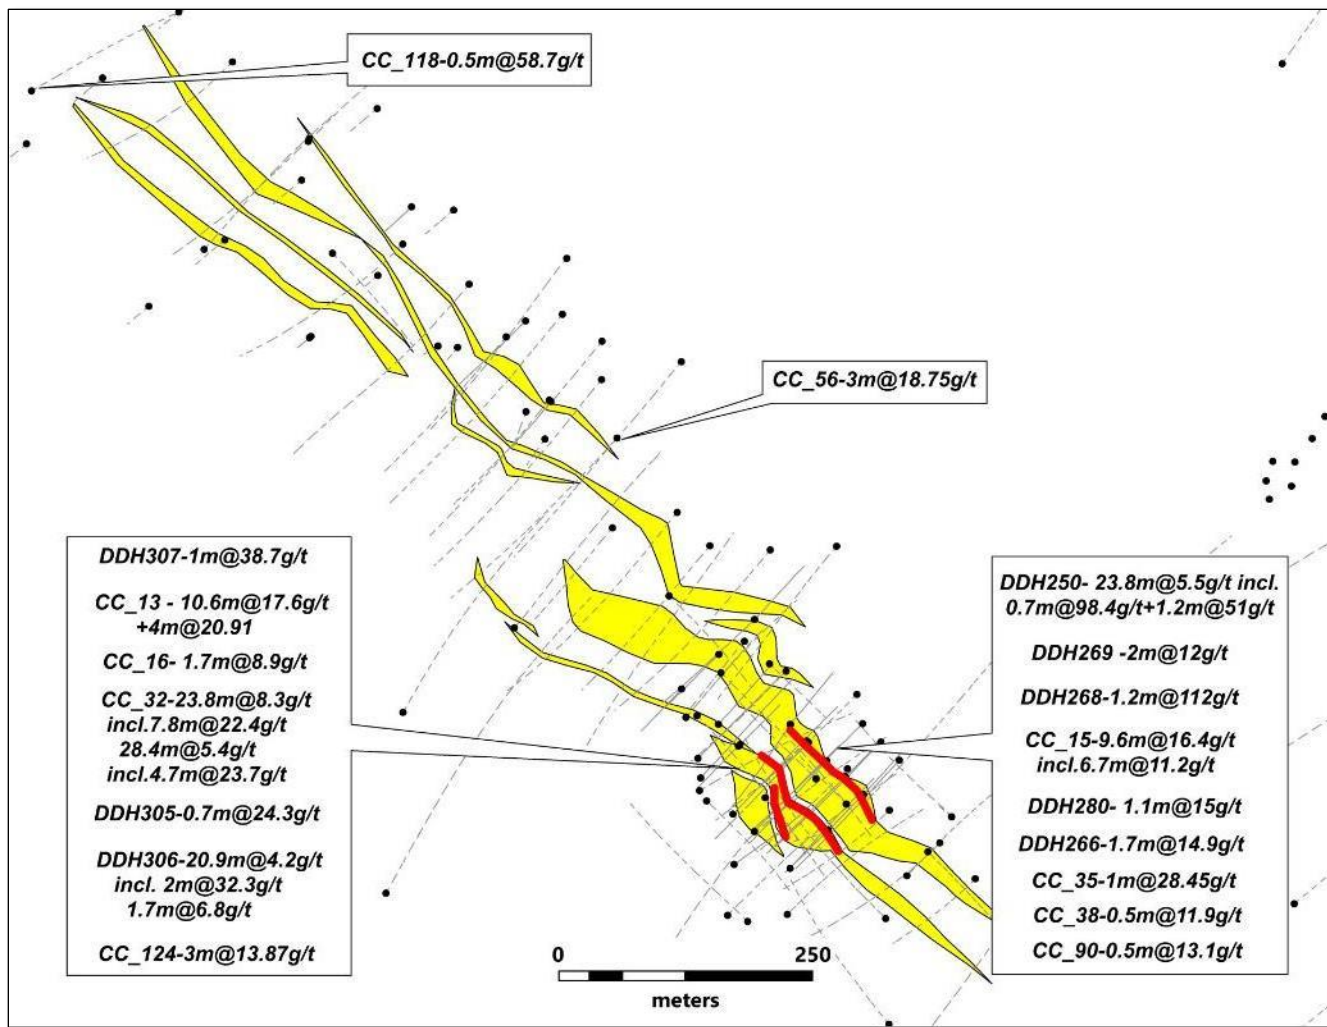 CC_118-0.5m@58.7g/t
CC_56-3m@18.75g/t
DDH307-1m@38.7g/t
CC_13 - 10.6m@17.6g/t
+4m@20.91
CC_16- 1.7m@8.9g/t
CC_32-23.8m@8.3g/t
incl.7.8m@22.4g/t
28.4m@5.4g/t
incl.4.7m@23.7g/t
DDH305-0.7m@24.3g/t
DDH306-20.9m@4.2g/t
incl. 2m@32.3g/t
1.7m@6.8g/t
CC_124-3m@13.87g/t
DDH250- 23.8m@5.5g/t incl.
0.7m@98.4g/t+1.2m@51g/t
DDH269 -2m@12g/t
DDH268-1.2m@112g/t
CC_15-9.6m@16.4g/t
incl.6.7m@11.2g/t
DDH280- 1.1m@15g/t
DDH266-1.7m@14.9g/t
CC_35-1m@28.45g/t
CC_38-0.5m@11.9g/t
CC_90-0.5m@13.1g/t
0 250
meters